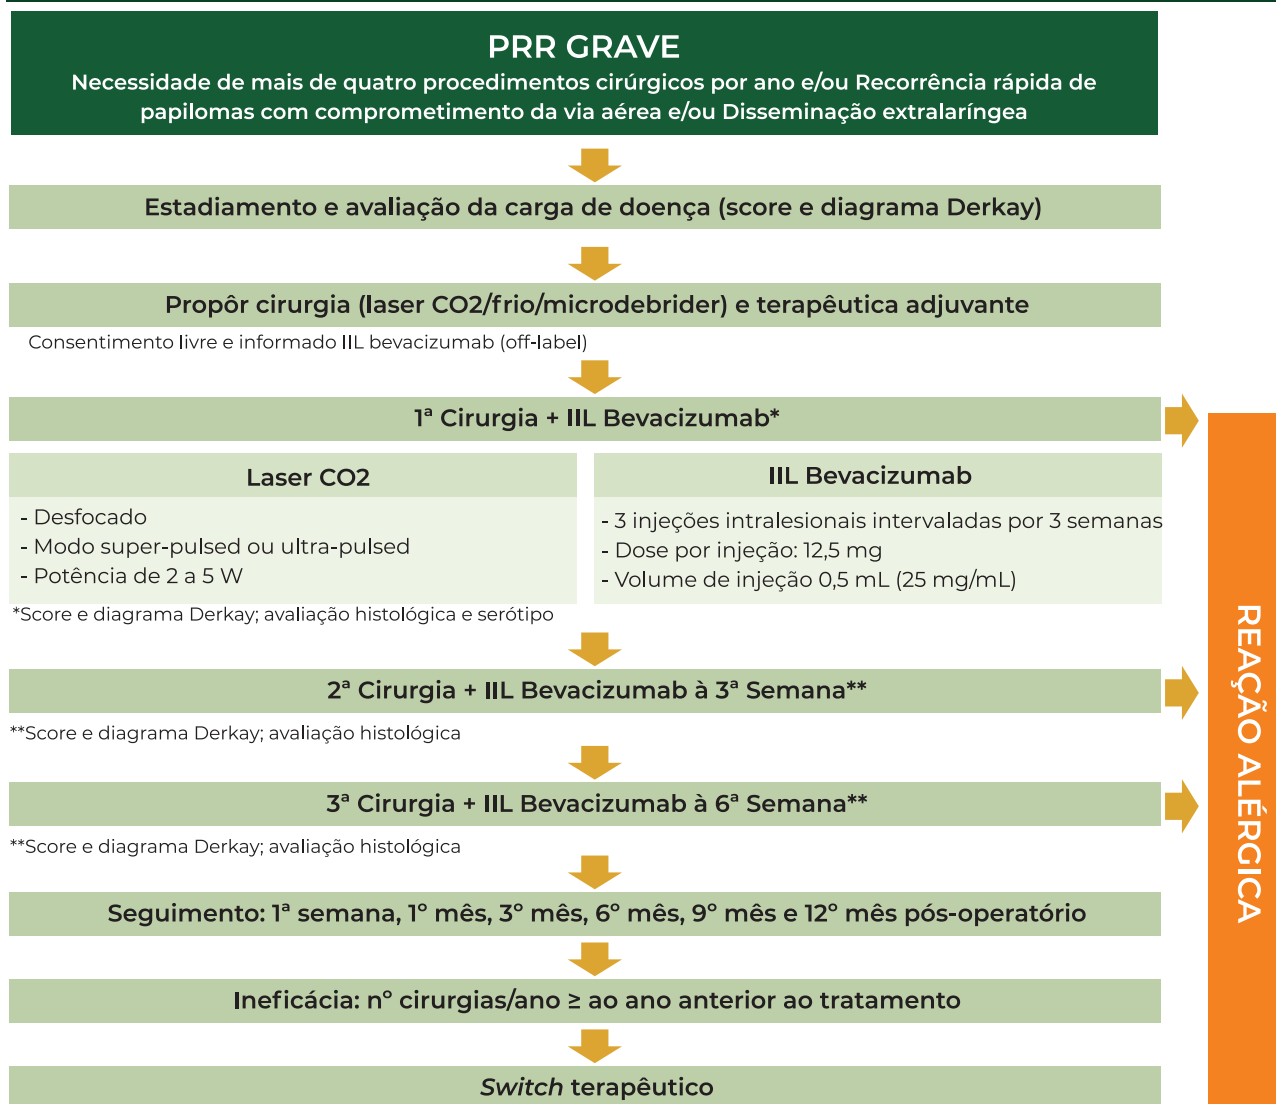 PRR GRAVE
Necessidade de mais de quatro procedimentos cirúrgicos por ano e/ou Recorrência rápida de
papilomas com comprometimento da via aérea e/ou Disseminação extralaríngea
Estadiamento e avaliação da carga de doença (score e diagrama Derkay)
Propôr cirurgia (laser CO2/frio/microdebrider) e terapêutica adjuvante
Consentimento livre e informado IIL bevacizumab (off-label)
1ª Cirurgia + IIL Bevacizumab*
Laser CO2
- Desfocado
- Modo super-pulsed ou ultra-pulsed
- Potência de 2 a 5 W
IIL Bevacizumab
- 3 injeções intralesionais intervaladas por 3 semanas
- Dose por injeção: 12,5 mg
- Volume de injeção 0,5 mL (25 mg/mL)
*Score e diagrama Derkay; avaliação histológica e serótipo
2ª Cirurgia + IIL Bevacizumab à 3ª Semana**
**Score e diagrama Derkay; avaliação histológica
3ª Cirurgia + IIL Bevacizumab à 6ª Semana**
**Score e diagrama Derkay; avaliação histológica
Seguimento: 1ª semana, 1º mês, 3º mês, 6º mês, 9º mês e 12º mês pós-operatório
Ineficácia: nº cirurgias/ano ≥ ao ano anterior ao tratamento
Switch terapêutico
REAÇÃO ALÉRGICA